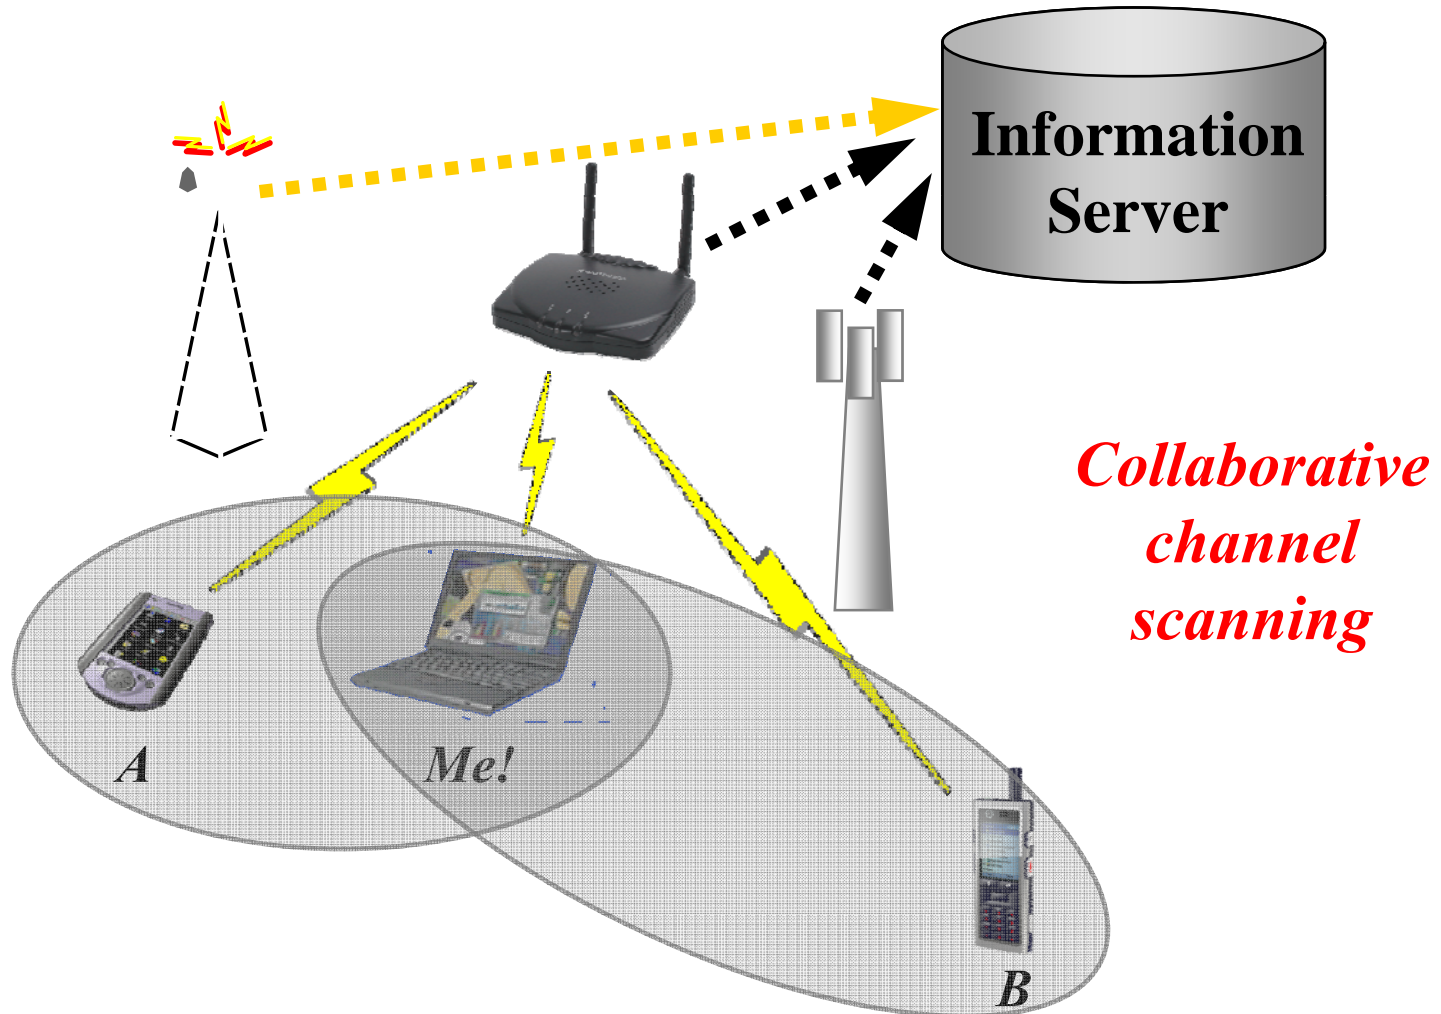 Information
Server
Collaborative
channel
scanning
A
Me!
B